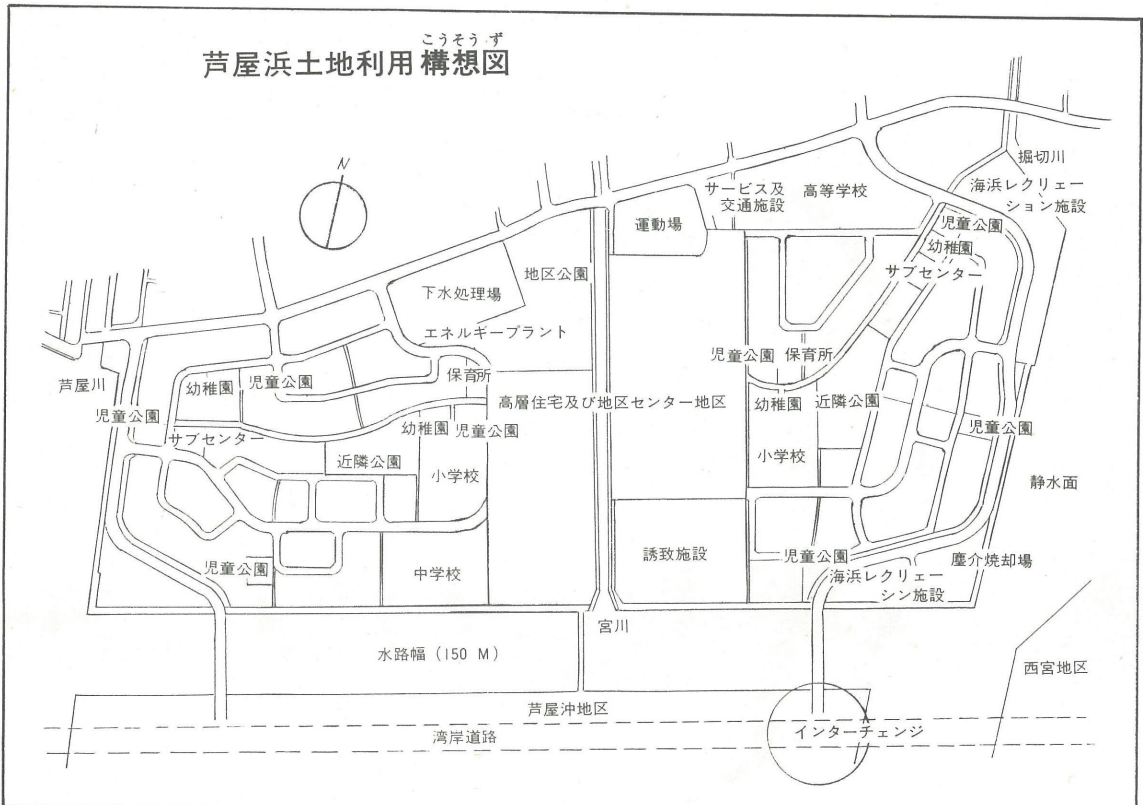 こうそうず
芦屋浜土地利用構想図
N
掘切川
海浜レクリェー
ション施設
サービス及
交通施設
高等学校
運動場
児童公園
幼稚園
サブセンター
地区公園
下水処理場
エネルギープラント
芦屋川
幼稚園
児童公園
保育所
児童公園
保育所
児童公園
高層住宅及び地区センター地区
幼稚園
近隣公園
幼稚園
児童公園
児童公園
サブセンター
近隣公園
小学校
小学校
静水面
誘致施設
児童公園
塵介焼却場
児童公園
中学校
海浜レクリェー
シン施設
宮川
水路幅(150 M)
西宮地区
芦屋沖地区
湾岸道路
インターチェンジ